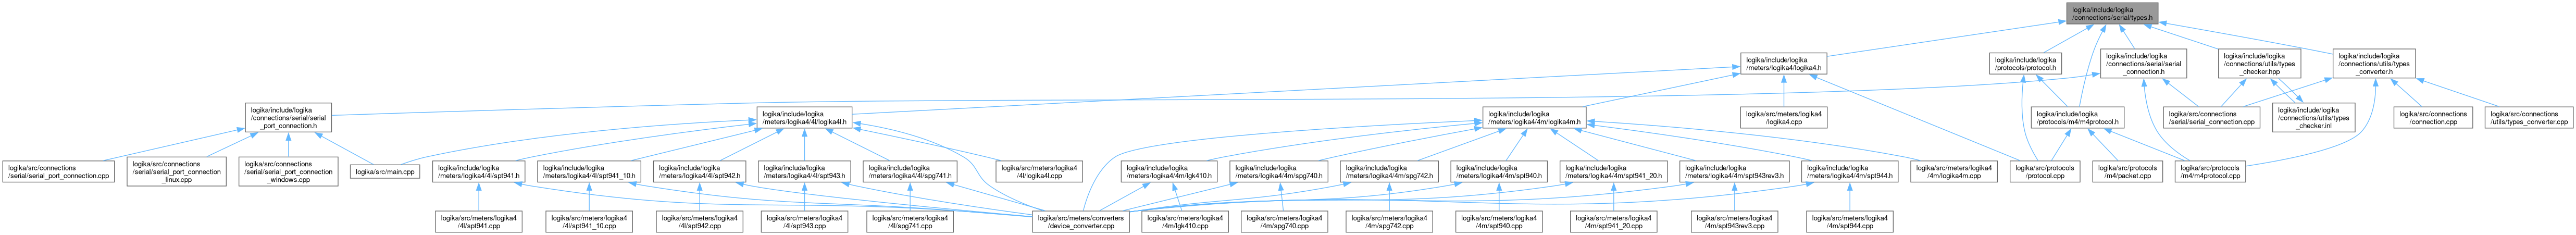 logika/include/logika
/connections/serial/types.h
logika/include/logika
/meters/logika4/logika4.h
logika/include/logika
/protocols/protocol.h
logika/include/logika
/connections/serial/serial
_connection.h
logika/include/logika
/connections/utils/types
_checker.hpp
logika/include/logika
/connections/utils/types
_converter.h
logika/include/logika
/connections/serial/serial
_port_connection.h
logika/include/logika
/meters/logika4/4l/logika4l.h
logika/include/logika
/meters/logika4/4m/logika4m.h
logika/src/meters/logika4
/logika4.cpp
logika/include/logika
/protocols/m4/m4protocol.h
logika/src/connections
/serial/serial_connection.cpp
logika/include/logika
/connections/utils/types
_checker.inl
logika/src/connections
/connection.cpp
logika/src/connections
/utils/types_converter.cpp
logika/src/connections
/serial/serial_port_connection.cpp
logika/src/connections
/serial/serial_port_connection
_linux.cpp
logika/src/connections
/serial/serial_port_connection
_windows.cpp
logika/src/main.cpp
logika/include/logika
/meters/logika4/4l/spt941.h
logika/include/logika
/meters/logika4/4l/spt941_10.h
logika/include/logika
/meters/logika4/4l/spt942.h
logika/include/logika
/meters/logika4/4l/spt943.h
logika/include/logika
/meters/logika4/4l/spg741.h
logika/src/meters/logika4
/4l/logika4l.cpp
logika/include/logika
/meters/logika4/4m/lgk410.h
logika/include/logika
/meters/logika4/4m/spg740.h
logika/include/logika
/meters/logika4/4m/spg742.h
logika/include/logika
/meters/logika4/4m/spt940.h
logika/include/logika
/meters/logika4/4m/spt941_20.h
logika/include/logika
/meters/logika4/4m/spt943rev3.h
logika/include/logika
/meters/logika4/4m/spt944.h
logika/src/meters/logika4
/4m/logika4m.cpp
logika/src/protocols
/protocol.cpp
logika/src/protocols
/m4/packet.cpp
logika/src/protocols
/m4/m4protocol.cpp
logika/src/meters/logika4
/4l/spt941.cpp
logika/src/meters/logika4
/4l/spt941_10.cpp
logika/src/meters/logika4
/4l/spt942.cpp
logika/src/meters/logika4
/4l/spt943.cpp
logika/src/meters/logika4
/4l/spg741.cpp
logika/src/meters/converters
/device_converter.cpp
logika/src/meters/logika4
/4m/lgk410.cpp
logika/src/meters/logika4
/4m/spg740.cpp
logika/src/meters/logika4
/4m/spg742.cpp
logika/src/meters/logika4
/4m/spt940.cpp
logika/src/meters/logika4
/4m/spt941_20.cpp
logika/src/meters/logika4
/4m/spt943rev3.cpp
logika/src/meters/logika4
/4m/spt944.cpp